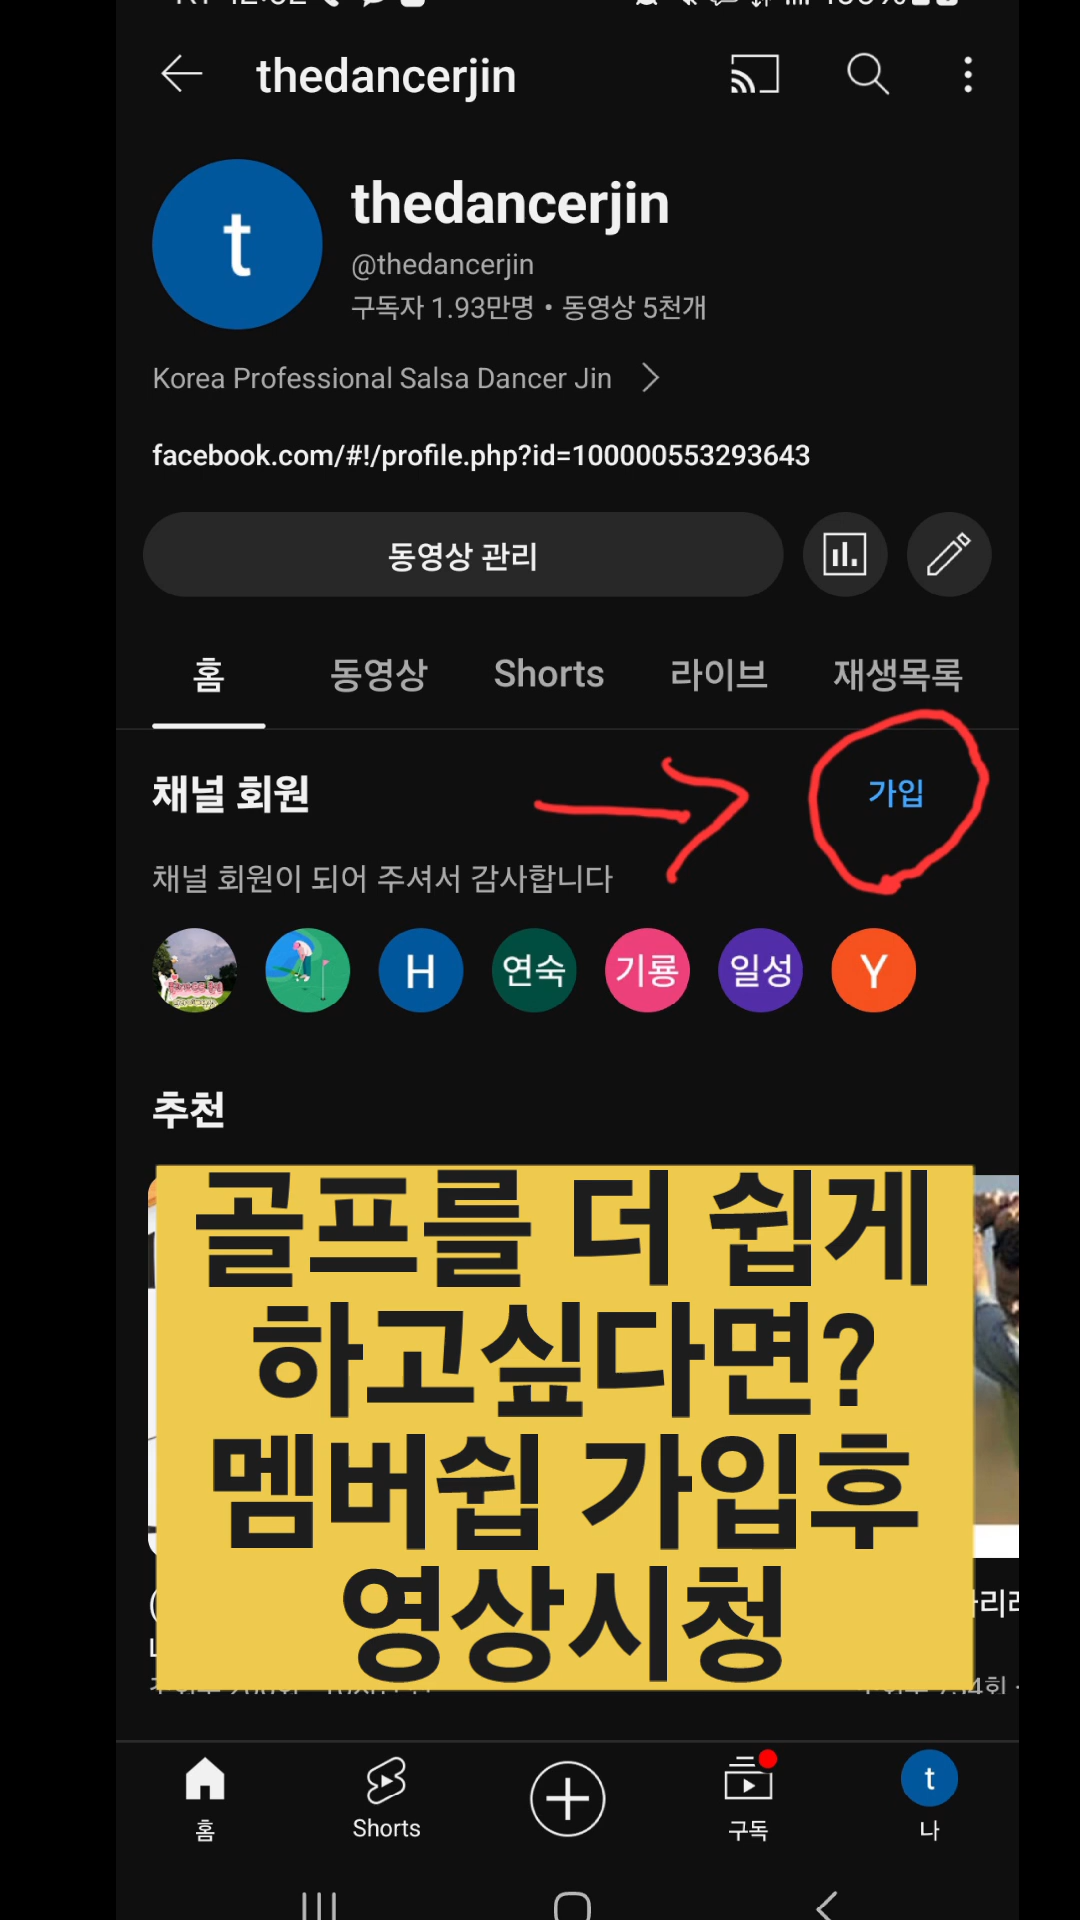 thedancerjin
t
thedancerjin
@thedancerjin
구독자 1.93만명 • 동영상 5천개
Korea Professional Salsa Dancer Jin
facebook.com/#!/profile.php?id=100000553293643
동영상 관리
홈 동영상 Shorts 라이브 재생목록
채널 회원 가입
채널 회원이 되어 주셔서 감사합니다
H 연숙 기룡 일성 Y
추천
골프를 더 쉽게
하고싶다면?
멤버쉽 가입후
영상시청
홈 Shorts 구독 t 나